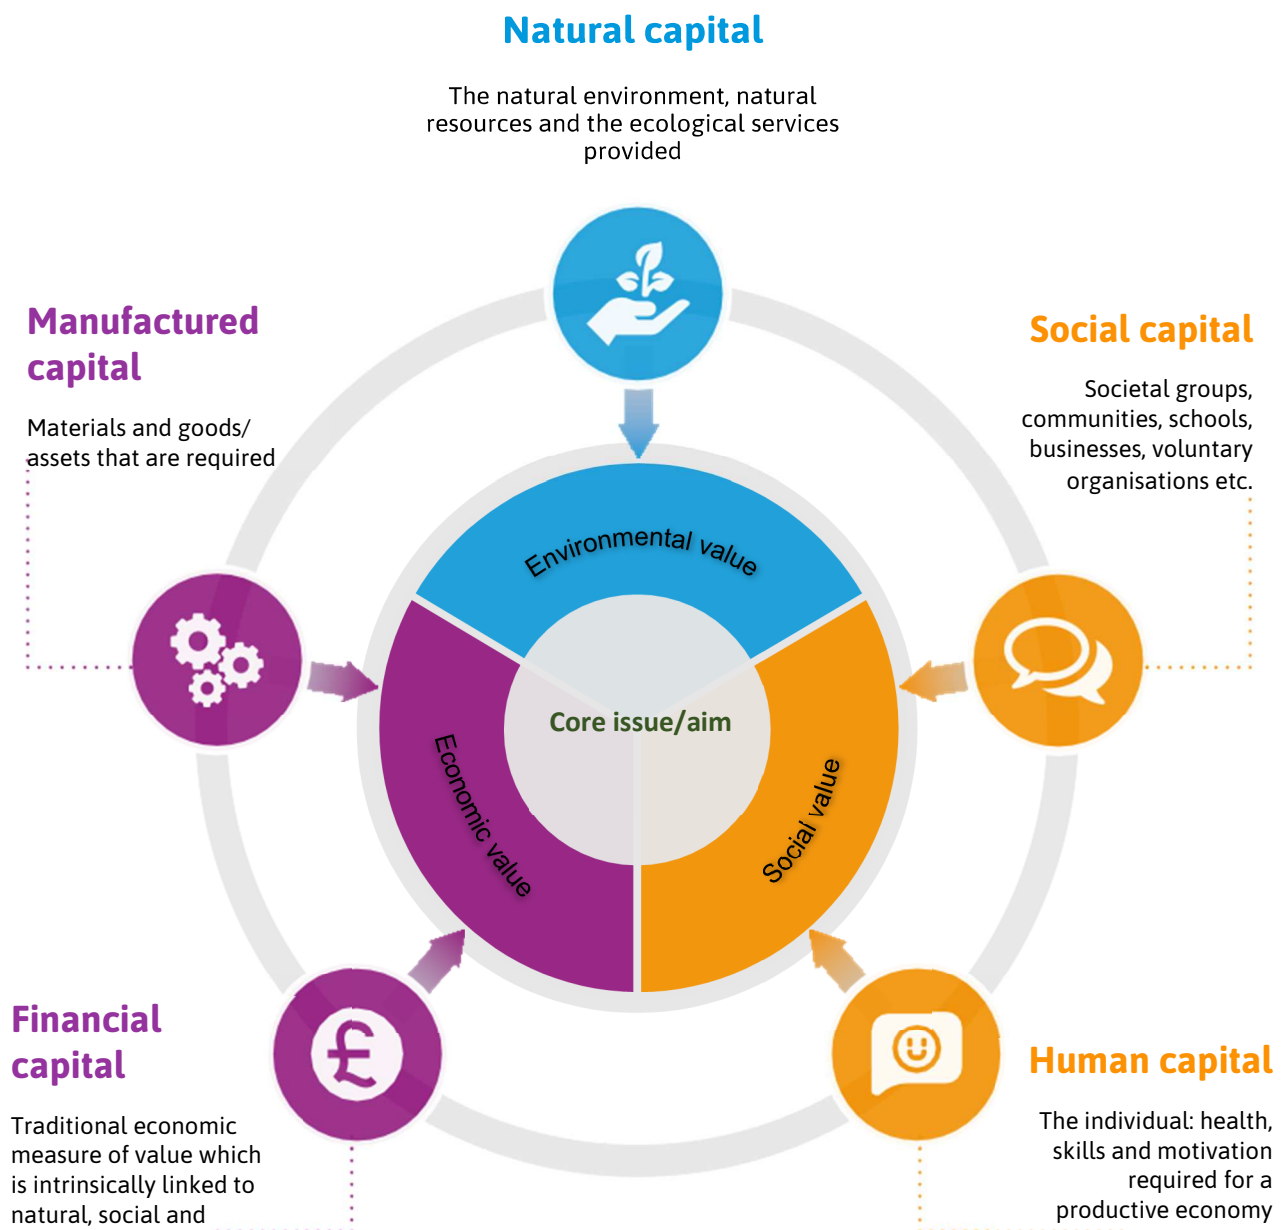 Natural capital
The natural environment, natural
resources and the ecological services
provided
Manufactured
capital
Materials and goods/
assets that are required
Social capital
Societal groups,
communities, schools,
businesses, voluntary
organisations etc.
Environmental value
Core issue/aim
Economic value
Social value
£
Financial
capital
Traditional economic
measure of value which
is intrinsically linked to
natural, social and
Human capital
The individual: health,
skills and motivation
required for a
productive economy